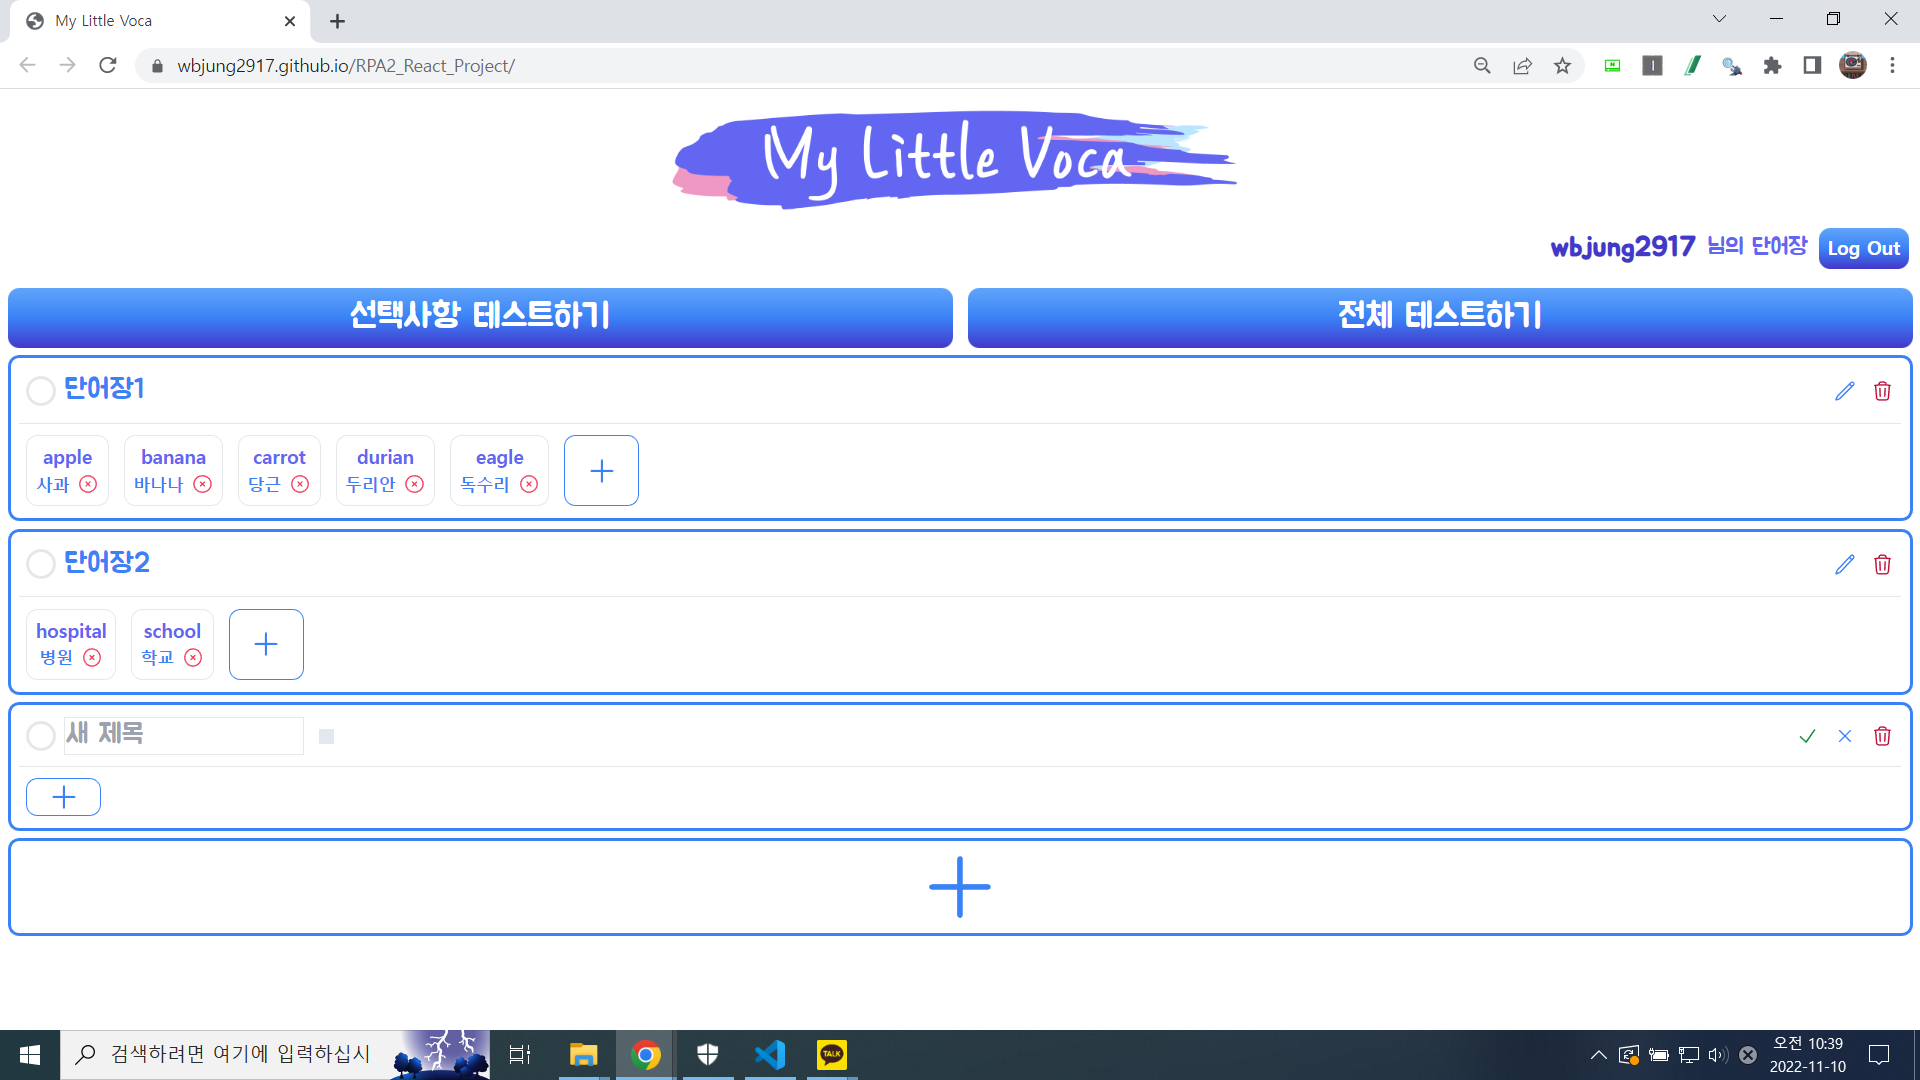 My Little Voca
wbjung2917.github.io/RPA2_React_Project/
My Little Voca
wbjung2917 님의 단어장 Log Out
선택사항 테스트하기 전체 테스트하기
단어장1
apple banana carrot durian eagle
사과 바나나 당근 두리안 독수리
단어장2
hospital school
병원 학교
새 제목
검색하려면 여기에 입력하십시
TALK
오전 10:39
2022-11-10